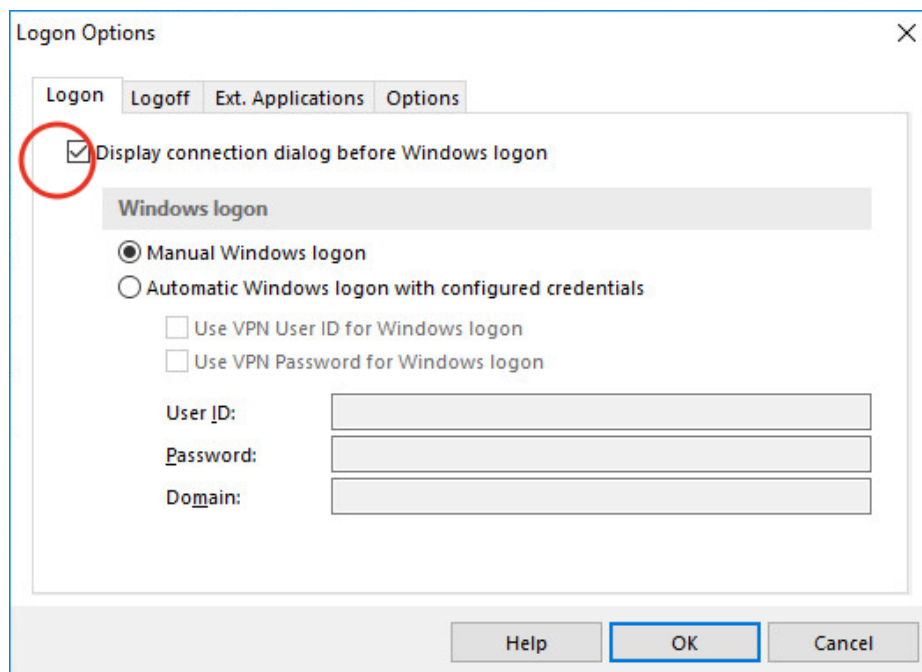 Logon Options
Logon Logoff Ext. Applications Options
Display connection dialog before Windows logon
Windows logon
Manual Windows logon
Automatic Windows logon with configured credentials
Use VPN User ID for Windows logon
Use VPN Password for Windows logon
User ID:
Password:
Domain:
Help OK Cancel